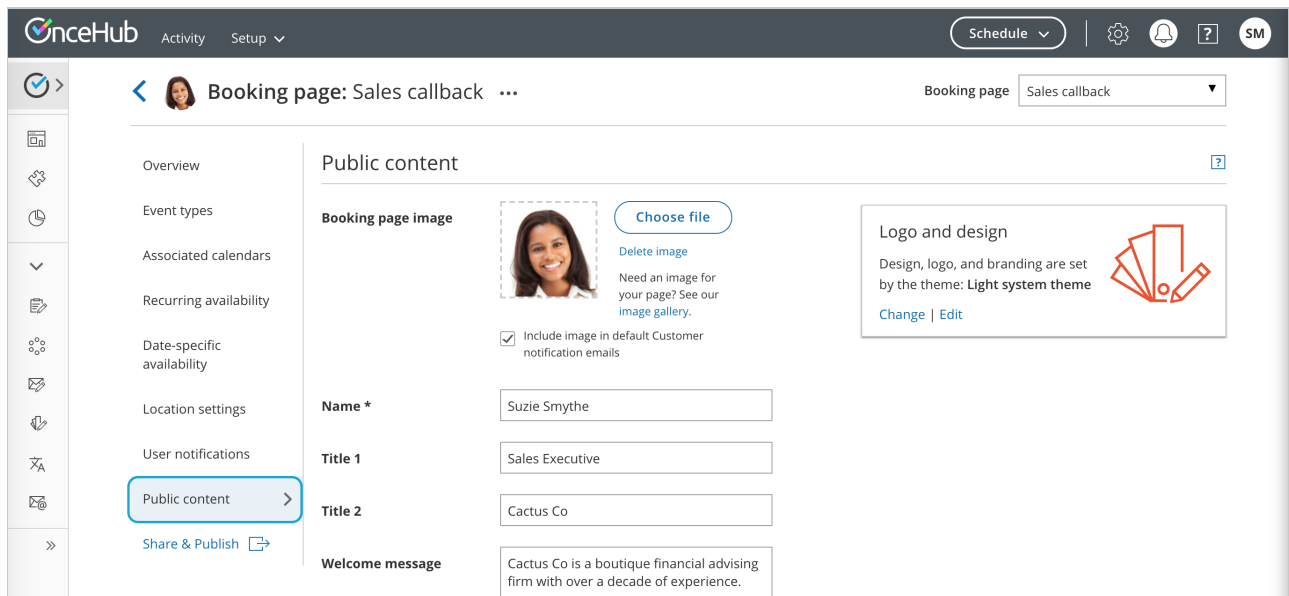 OnceHub Activity Setup Schedule ? SM
Booking page: Sales callback ...
Booking page Sales callback
Overview
Event types
Associated calendars
Recurring availability
Date-specific
availability
Location settings
User notifications
Public content
Share & Publish
Public content ?
Booking page image
Choose file
Delete image
Need an image for
your page? See our
image gallery.
Include image in default Customer
notification emails
Logo and design
Design, logo, and branding are set
by the theme: Light system theme
Change | Edit
Name * Suzie Smythe
Title 1 Sales Executive
Title 2 Cactus Co
Welcome message Cactus Co is a boutique financial advising
firm with over a decade of experience.